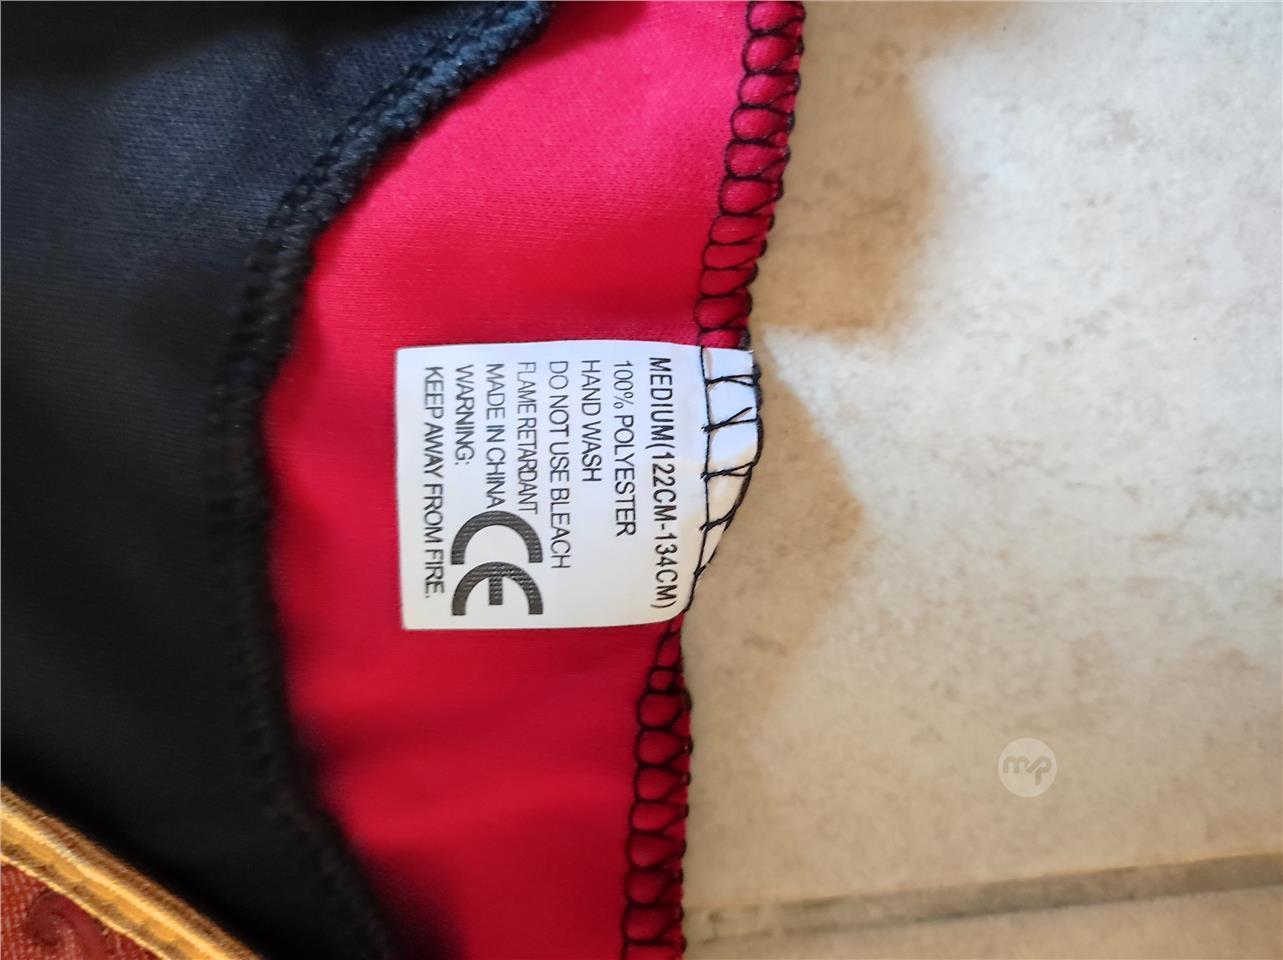 MEDIUM(122CM-134CM)
100% POLYESTER
HAND WASH
DO NOT USE BLEACH
FLAME RETARDANT
MADE IN CHINA
WARNING:
KEEP AWAY FROM FIRE.
CE
mp